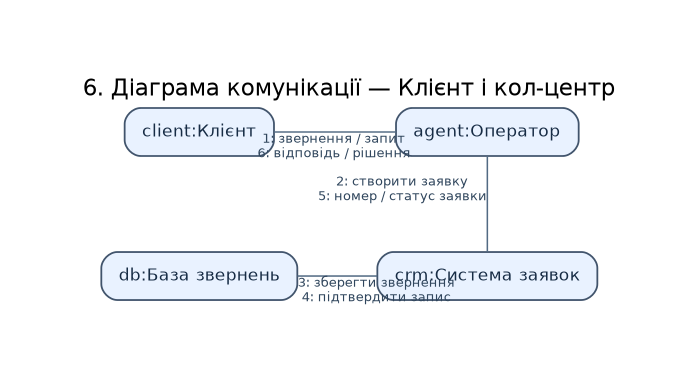 6. Діаграма комунікації — Клієнт і кол-центр
client:Клієнт
agent:Оператор
1: звернення / запит
6: відповідь / рішення
2: створити заявку
5: номер / статус заявки
db:База звернень
crm:Система заявок
3: зберегти звернення
4: підтвердити запис